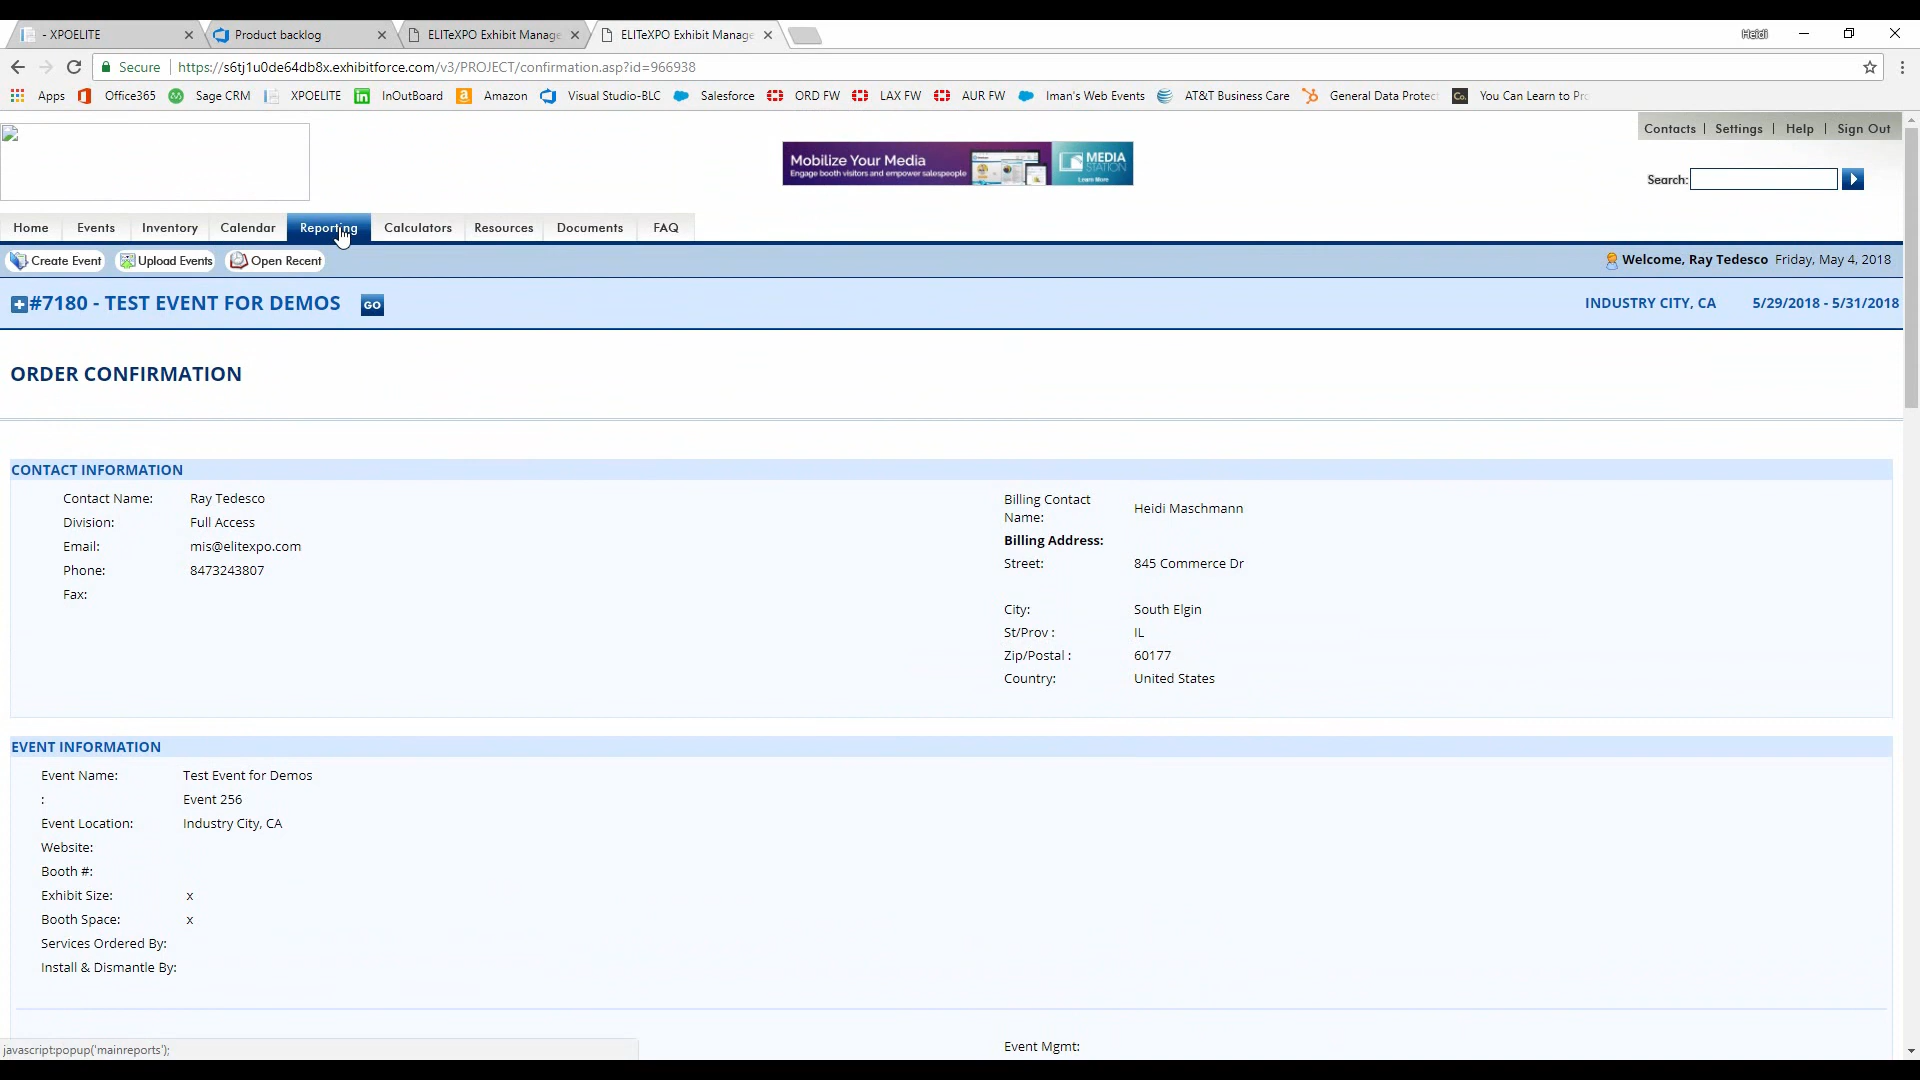 - XPOELITE
Product backlog
ELITeXPO Exhibit Manage
ELITeXPO Exhibit Manage
Heidi
Secure
https://s6tj1u0de64db8x.exhibitforce.com/v3/PROJECT/confirmation.asp?id=966938
Apps
Office365
Sage CRM
XPOELITE
InOutBoard
Amazon
Visual Studio-BLC
Salesforce
ORD FW
LAX FW
AUR FW
Iman's Web Events
AT&T Business Care
General Data Protec
You Can Learn to Pr
Contacts | Settings | Help | Sign Out
Mobilize Your Media
Engage booth visitors and empower salespeople
MEDIA STATION
Learn More
Search:
Home
Events
Inventory
Calendar
Reporting
Calculators
Resources
Documents
FAQ
Create Event
Upload Events
Open Recent
Welcome, Ray Tedesco Friday, May 4, 2018
#7180 - TEST EVENT FOR DEMOS
GO
INDUSTRY CITY, CA
5/29/2018 - 5/31/2018
ORDER CONFIRMATION
CONTACT INFORMATION
Contact Name: Ray Tedesco
Division: Full Access
Email: mis@elitexpo.com
Phone: 8473243807
Fax:
Billing Contact
Name: Heidi Maschmann
Billing Address:
Street: 845 Commerce Dr
City: South Elgin
St/Prov : IL
Zip/Postal : 60177
Country: United States
EVENT INFORMATION
Event Name: Test Event for Demos
: Event 256
Event Location: Industry City, CA
Website:
Booth #:
Exhibit Size: x
Booth Space: x
Services Ordered By:
Install & Dismantle By:
Event Mgmt:
javascript:popup('mainreports');